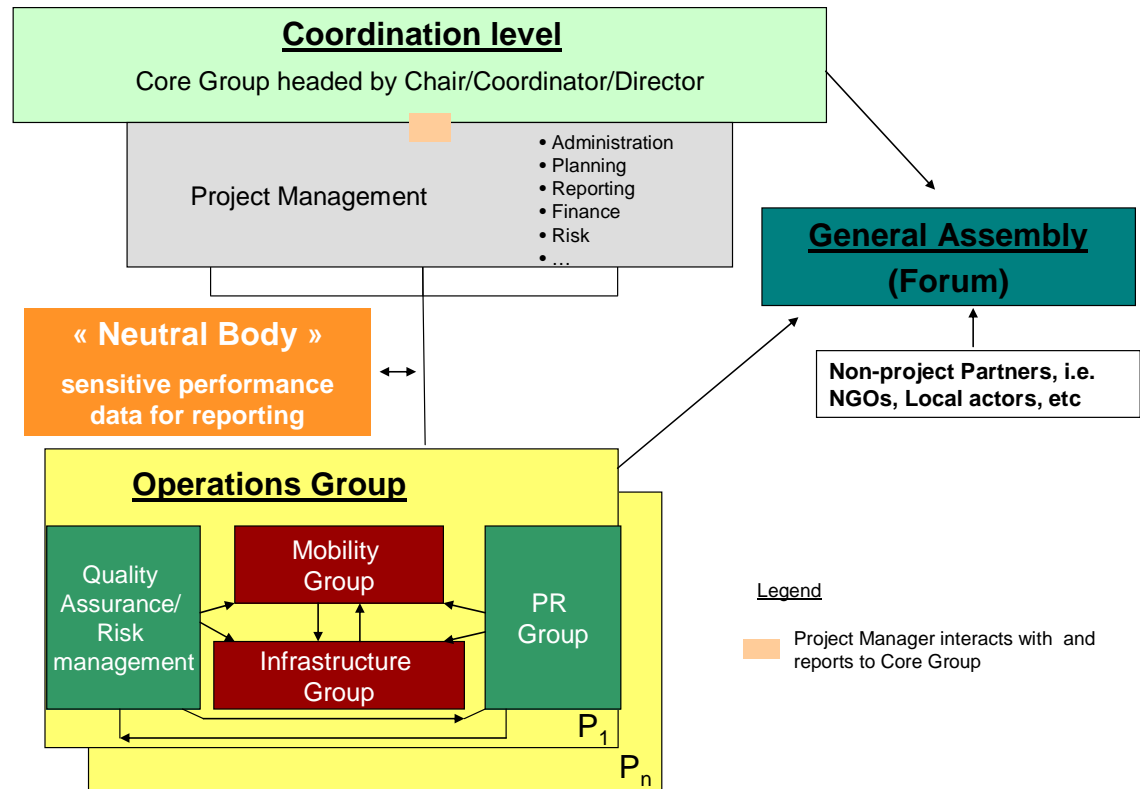 Coordination level
Core Group headed by Chair/Coordinator/Director
Project Management
• Administration
• Planning
• Reporting
• Finance
• Risk
• ...
General Assembly
(Forum)
« Neutral Body »
sensitive performance
data for reporting
Non-project Partners, i.e.
NGOs, Local actors, etc
Operations Group
Quality
Assurance/
Risk
management
Mobility
Group
Infrastructure
Group
PR
Group
P1
Pn
Legend
Project Manager interacts with and
reports to Core Group